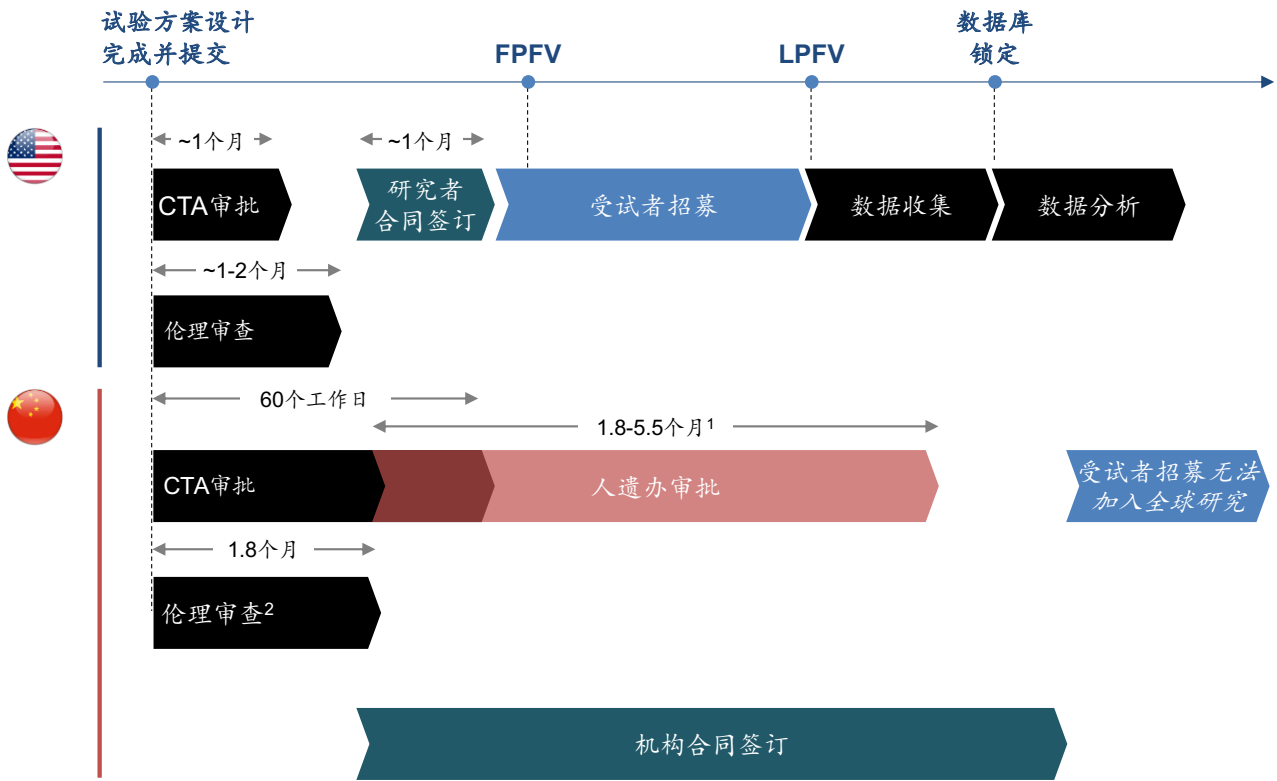 试验方案设计
完成并提交
FPFV
LPFV
数据库
锁定
~1个月
~1个月
CTA审批
研究者
合同签订
受试者招募
数据收集
数据分析
~1-2个月
伦理审查
60个工作日
1.8-5.5个月1
CTA审批
人遗办审批
受试者招募无法
加入全球研究
1.8个月
伦理审查2
机构合同签订